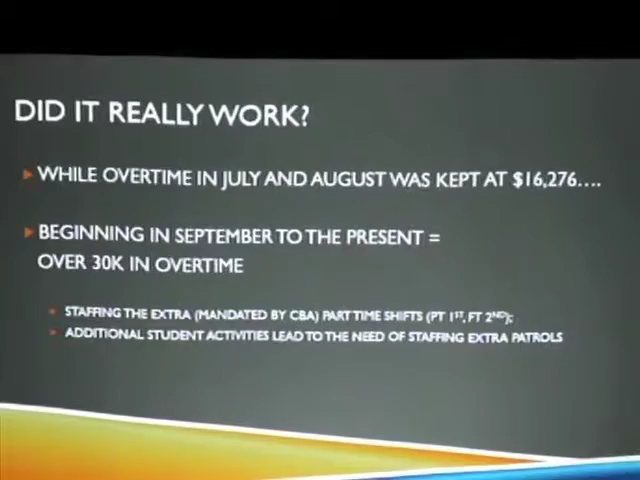 DID IT REALLY WORK?
WHILE OVERTIME IN JULY AND AUGUST WAS KEPT AT $16,276....
BEGINNING IN SEPTEMBER TO THE PRESENT =
OVER 30K IN OVERTIME
STAFFING THE EXTRA (MANDATED BY CBA) PART TIME SHIFTS (PT 1ST, FT 2ND);
ADDITIONAL STUDENT ACTIVITIES LEAD TO THE NEED OF STAFFING EXTRA PATROLS